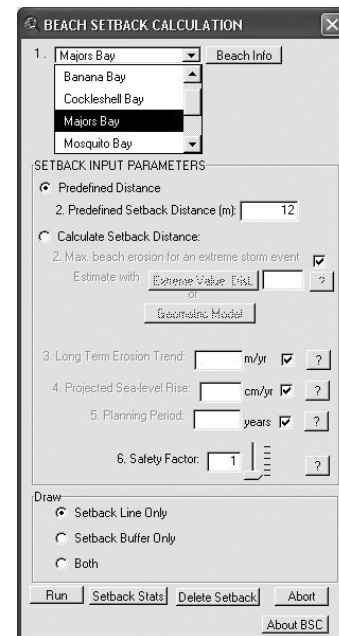 BEACH SETBACK CALCULATION
1. Majors Bay Beach Info
Banana Bay
Cockleshell Bay
Majors Bay
Mosquito Bay
SETBACK INPUT PARAMETERS
Predefined Distance
2. Predefined Setback Distance (m): 12
Calculate Setback Distance:
2. Max. beach erosion for an extreme storm event
Estimate with Extreme Value Dist. ?
or
Geometric Model
3. Long Term Erosion Trend: m/yr ?
4. Projected Sea-level Rise: cm/yr ?
5. Planning Period: years ?
6. Safety Factor: 1 ?
Draw
Setback Line Only
Setback Buffer Only
Both
Run Setback Stats Delete Setback Abort
About BSC